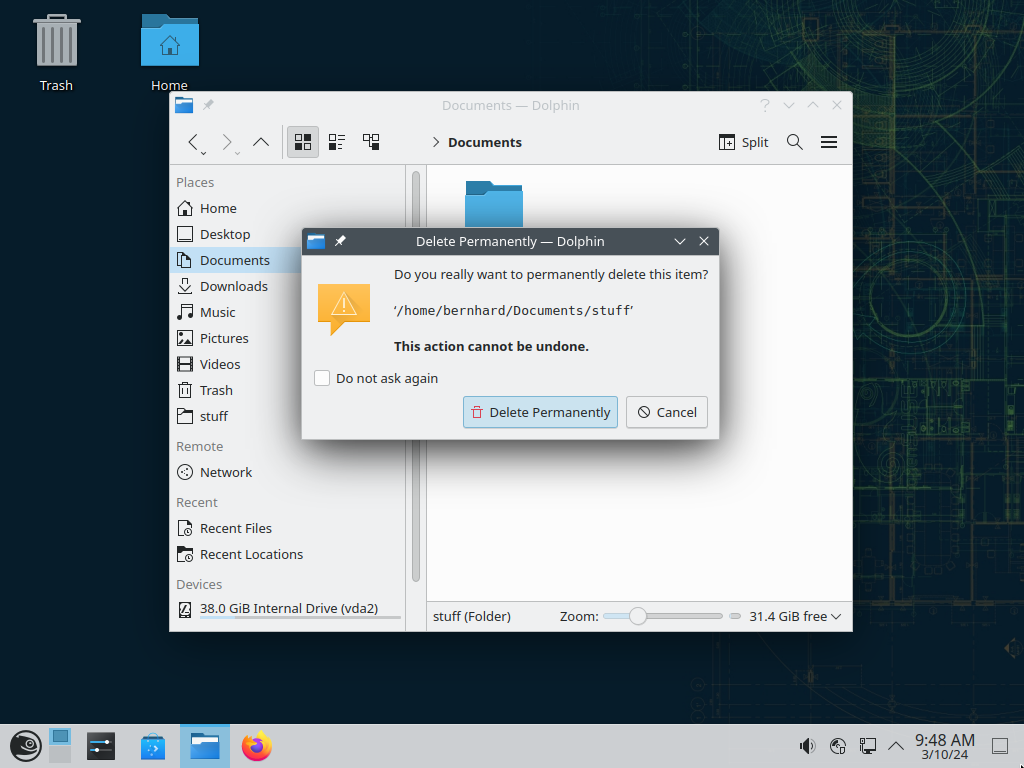 Trash
Home
Documents — Dolphin
Documents
Split
Places
Home
Desktop
Documents
Downloads
Music
Pictures
Videos
Trash
stuff
Remote
Network
Recent
Recent Files
Recent Locations
Devices
38.0 GiB Internal Drive (vda2)
Delete Permanently — Dolphin
Do you really want to permanently delete this item?
‘/home/bernhard/Documents/stuff’
This action cannot be undone.
Do not ask again
Delete Permanently
Cancel
stuff (Folder)
Zoom:
31.4 GiB free
9:48 AM
3/10/24